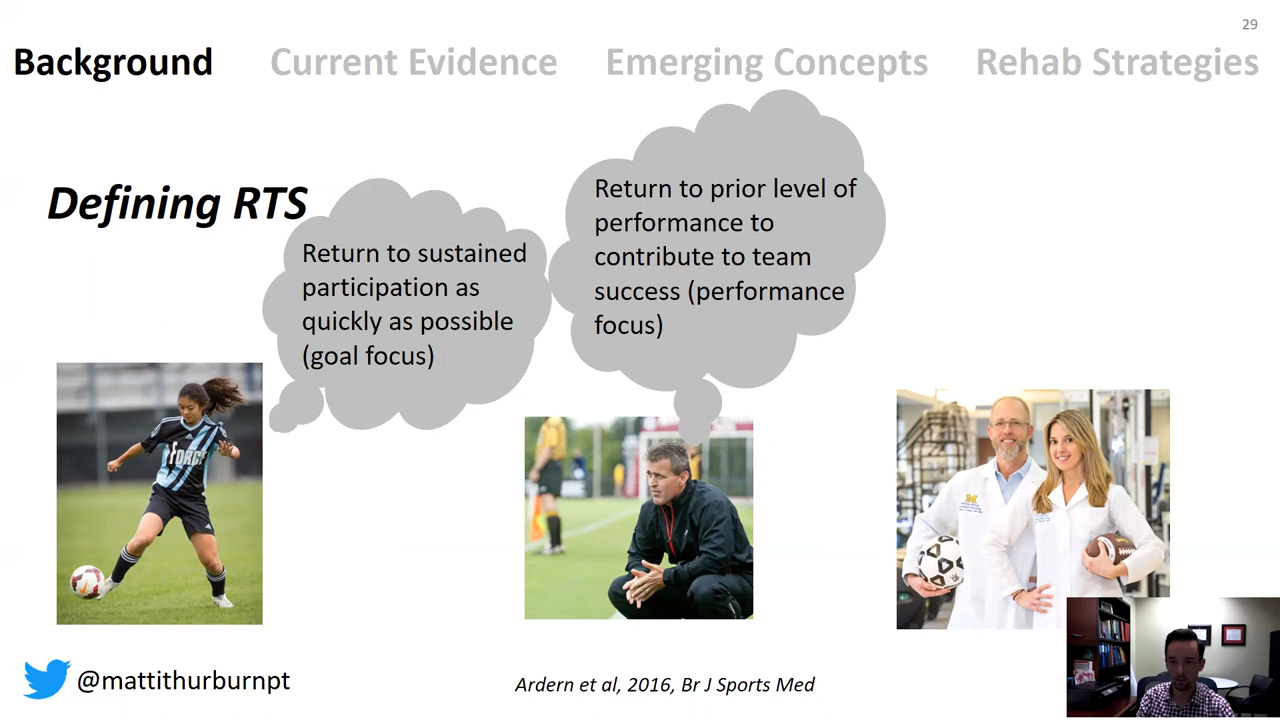 29
Background Current Evidence Emerging Concepts Rehab Strategies
Defining RTS
Return to sustained
participation as
quickly as possible
(goal focus)
Return to prior level of
performance to
contribute to team
success (performance
focus)
FORCE
M
@mattithurburnpt
Ardern et al, 2016, Br J Sports Med